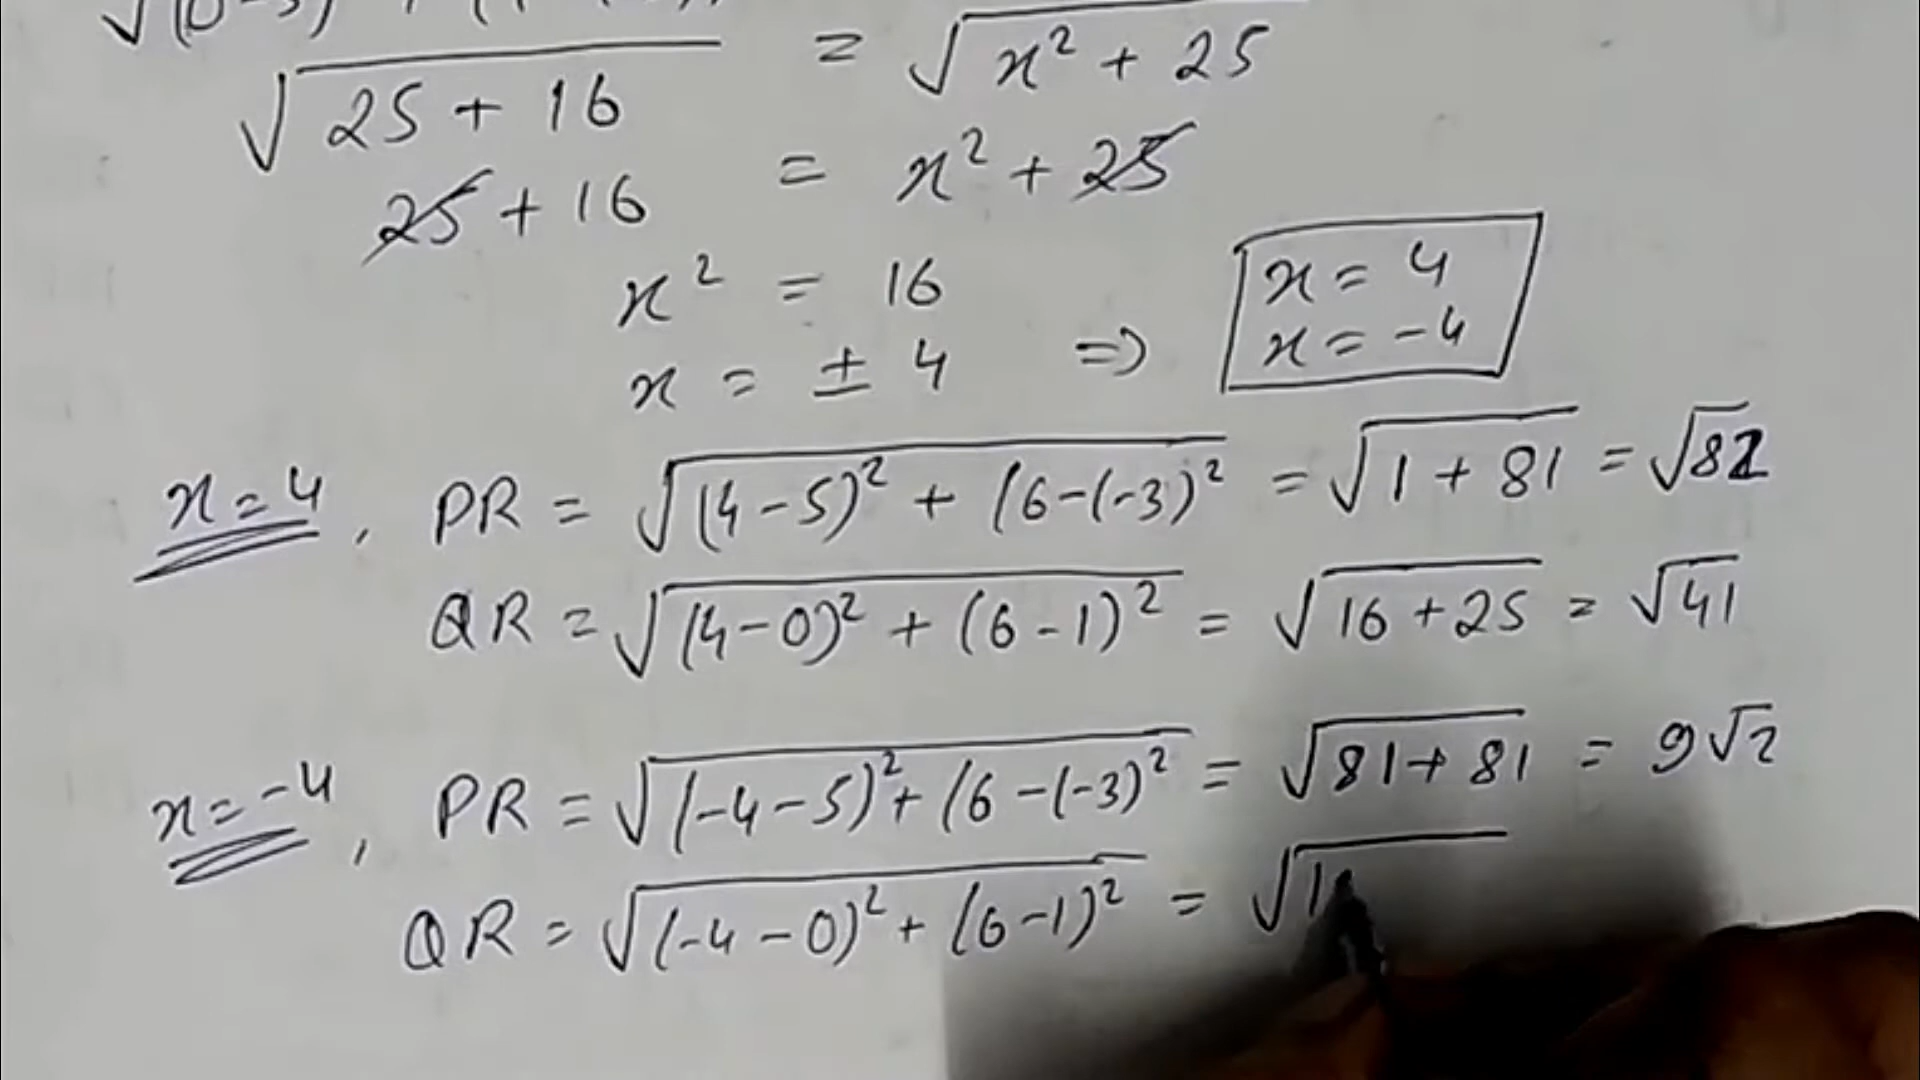 √25 + 16 = √x² + 25
25 + 16 = x² + 25
x² = 16
x = ± 4 => x = 4
x = -4
x = 4, PR = √(4-5)² + (6-(-3)² = √1 + 81 = √82
QR = √(4-0)² + (6-1)² = √16 + 25 = √41
x = -4, PR = √(-4-5)² + (6-(-3)² = √81 + 81 = 9√2
QR = √(-4-0)² + (6-1)² = √1